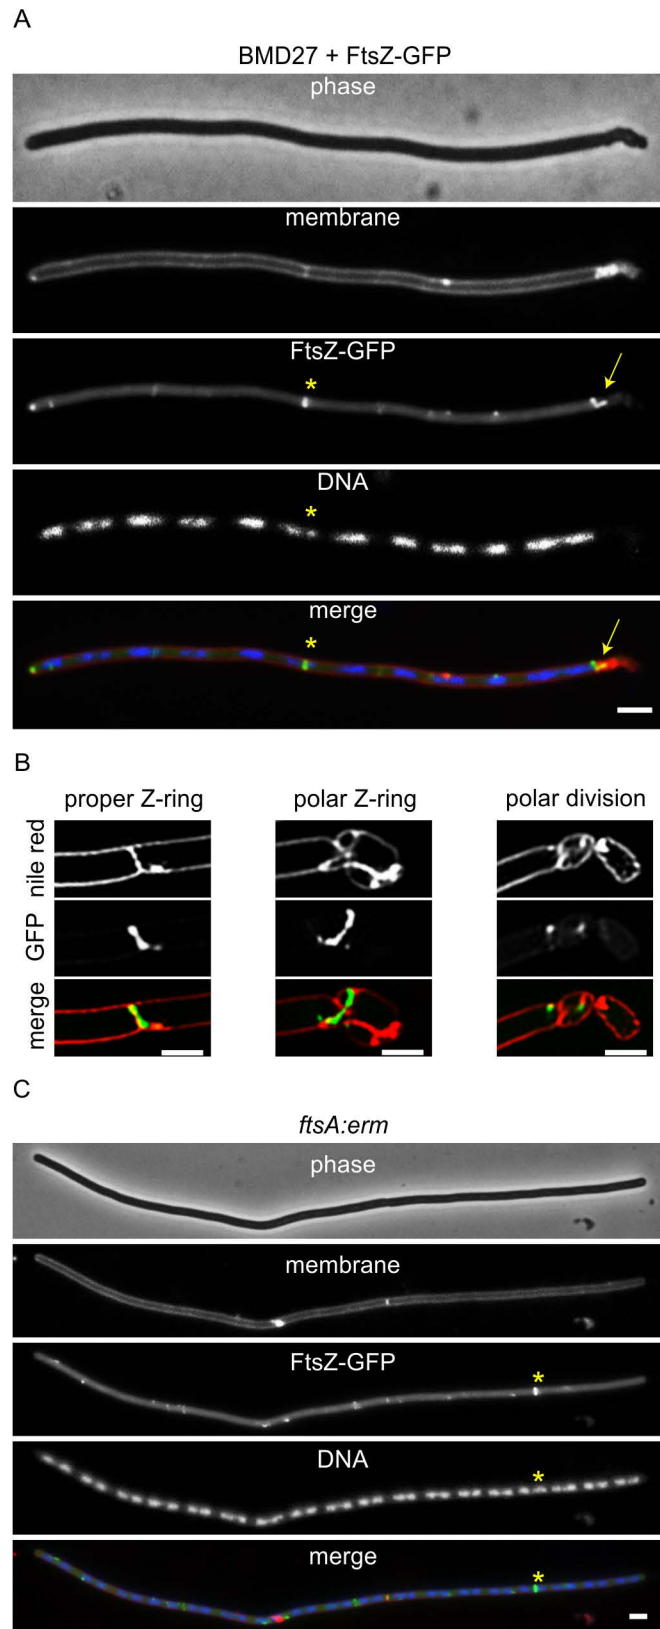 A
BMD27 + FtsZ-GFP
phase
membrane
FtsZ-GFP
*
DNA
*
merge
*
B
proper Z-ring
polar Z-ring
polar division
nile red
GFP
merge
C
ftsA:erm
phase
membrane
FtsZ-GFP
*
DNA
*
merge
*